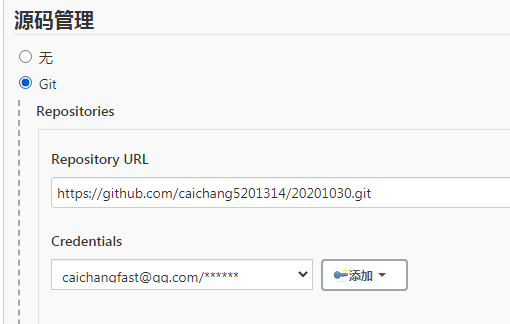 源码管理
无
Git
Repositories
Repository URL
https://github.com/caichang5201314/20201030.git
Credentials
caichangfast@qq.com/****** 添加